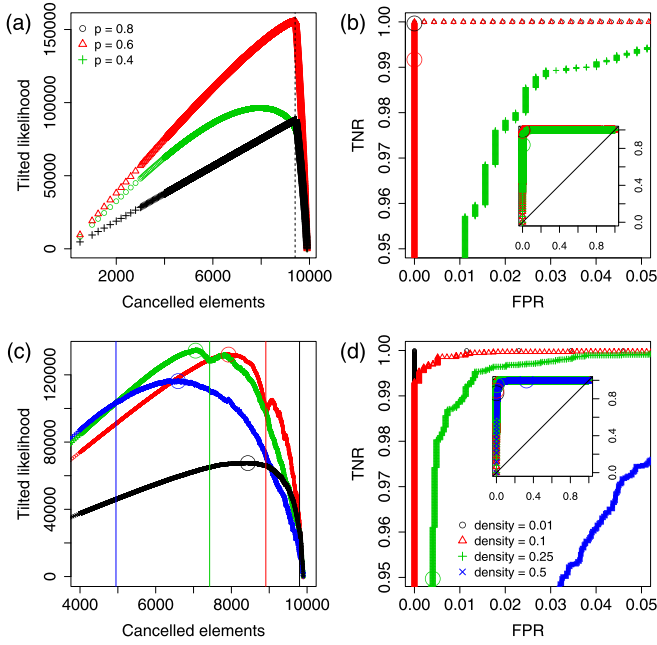 (a)
p = 0.8
p = 0.6
p = 0.4
Tilted likelihood
0
50000
100000
150000
2000
6000
10000
Cancelled elements
(b)
TNR
0.95
0.96
0.97
0.98
0.99
1.00
0.00
0.01
0.02
0.03
0.04
0.05
FPR
0.0
0.4
0.8
0.0
0.4
0.8
(c)
Tilted likelihood
0
40000
80000
120000
4000
6000
8000
10000
Cancelled elements
(d)
TNR
0.95
0.96
0.97
0.98
0.99
1.00
0.00
0.01
0.02
0.03
0.04
0.05
FPR
0.0
0.4
0.8
0.0
0.4
0.8
density = 0.01
density = 0.1
density = 0.25
density = 0.5